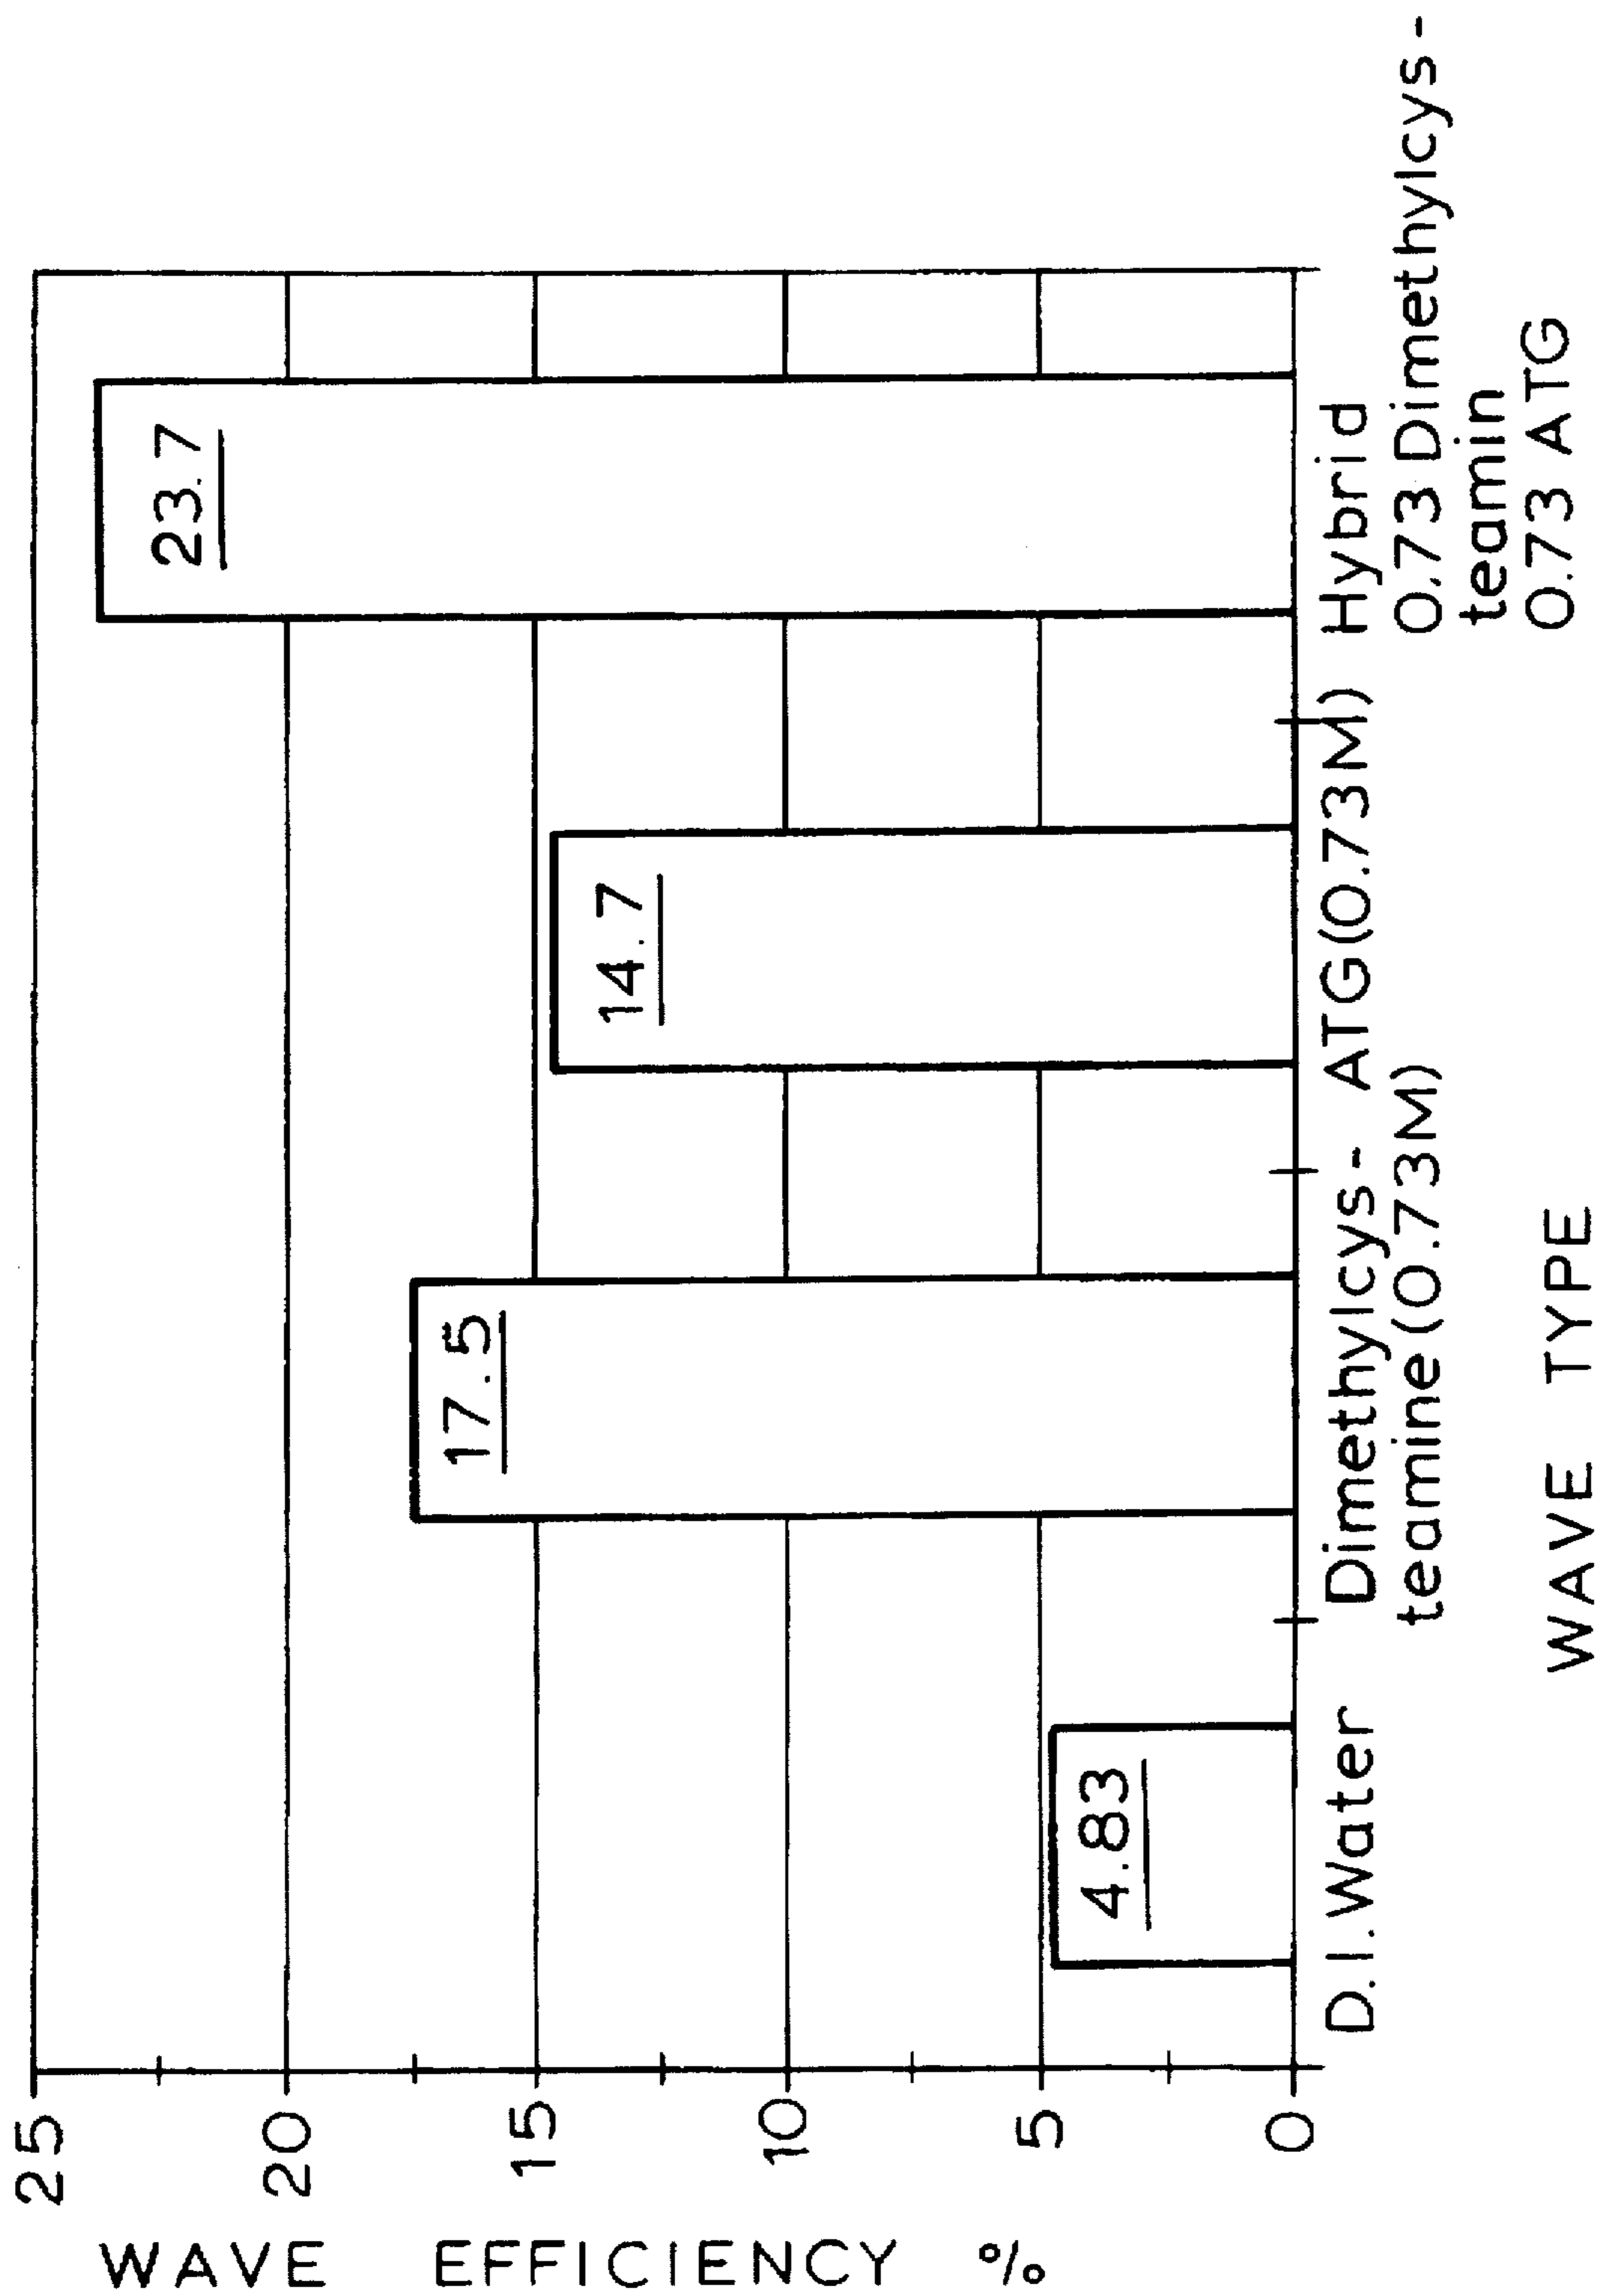 WAVE EFFICIENCY %
25
20
15
10
5
0
4.83
17.5
14.7
23.7
D.I.Water
Dimethylcys-
teamine(0.73M)
ATG(0.73M)
Hybrid
0,73 Dimethylcys-
teamin
0.73 ATG
WAVE TYPE